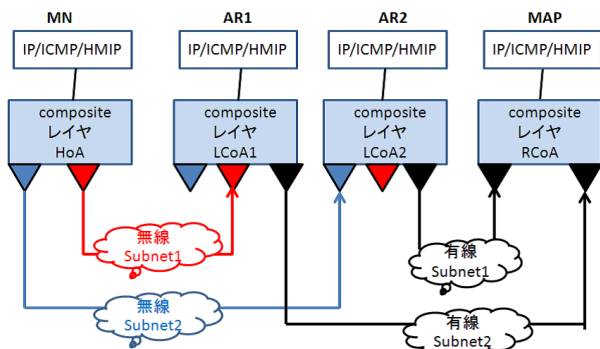 MN
AR1
AR2
MAP
IP/ICMP/HMIP
IP/ICMP/HMIP
IP/ICMP/HMIP
IP/ICMP/HMIP
composite
レイヤ
HoA
composite
レイヤ
LCoA1
composite
レイヤ
LCoA2
composite
レイヤ
RCoA
無線
Subnet1
有線
Subnet1
無線
Subnet2
有線
Subnet2